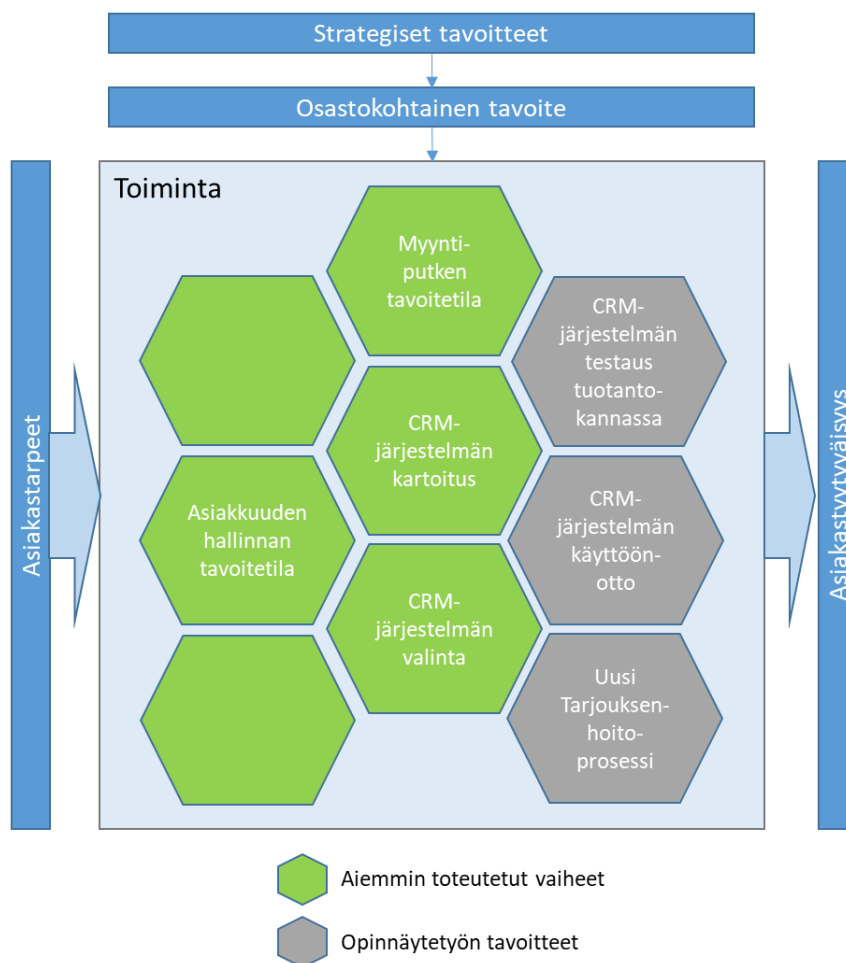 Strategiset tavoitteet
Osastokohtainen tavoite
Toiminta
Asiakastarpeet
Myynti-
putken
tavoitetila
CRM-
järjestelmän
testaus
tuotanto-
kannassa
CRM-
järjestelmän
kartoitus
Asiakkuuden
hallinnan
tavoitetila
CRM-
järjestelmän
käyttöön-
otto
CRM-
järjestelmän
valinta
Uusi
Tarjouksen-
hoito-
prosessi
Asiakastyytyväisyys
Aiemmin toteutetut vaiheet
Opinnäytetyön tavoitteet